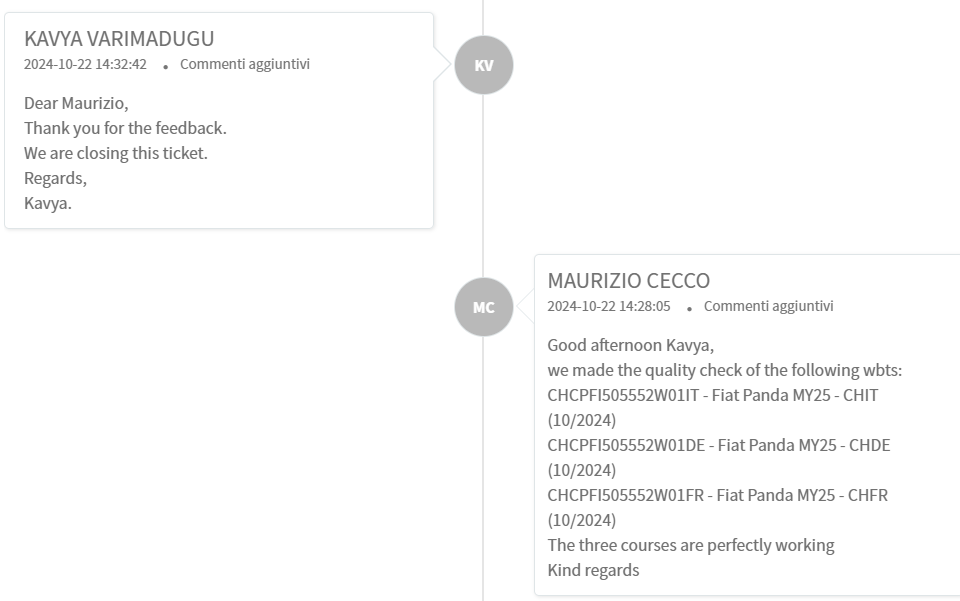 KAVYA VARIMADUGU
2024-10-22 14:32:42 • Commenti aggiuntivi
KV
Dear Maurizio,
Thank you for the feedback.
We are closing this ticket.
Regards,
Kavya.
MC
MAURIZIO CECCO
2024-10-22 14:28:05 • Commenti aggiuntivi
Good afternoon Kavya,
we made the quality check of the following wbts:
CHCPFI505552W01IT - Fiat Panda MY25 - CHIT
(10/2024)
CHCPFI505552W01DE - Fiat Panda MY25 - CHDE
(10/2024)
CHCPFI505552W01FR - Fiat Panda MY25 - CHFR
(10/2024)
The three courses are perfectly working
Kind regards